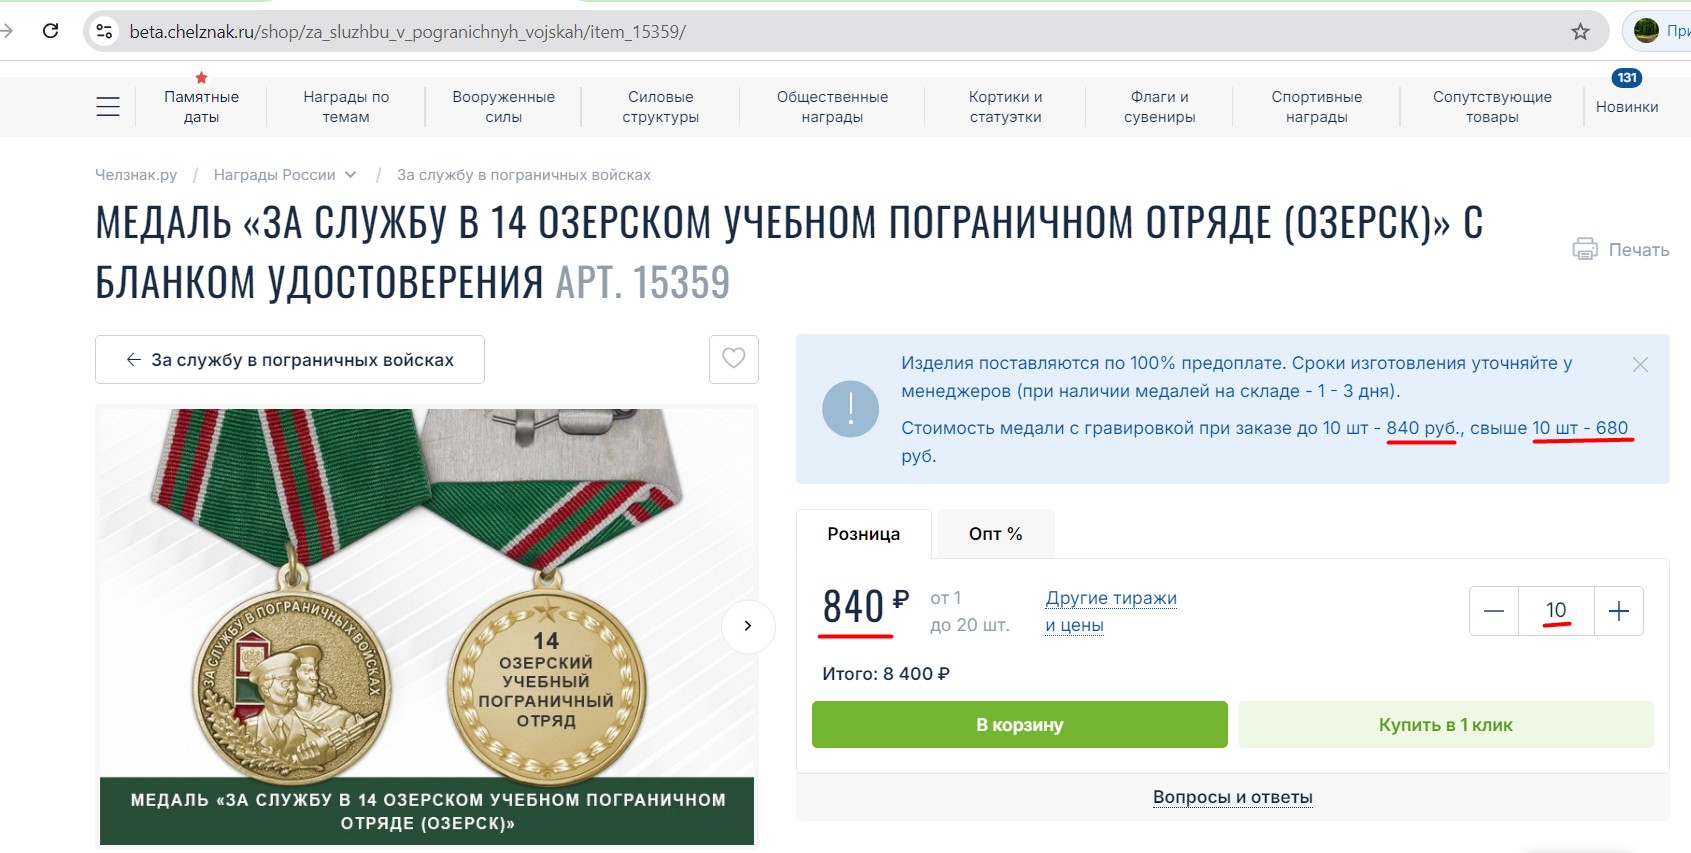 beta.chelznak.ru/shop/za_sluzhbu_v_pogranichnyh_vojskah/item_15359/
Памятные
даты
Награды по
темам
Вооруженные
силы
Силовые
структуры
Общественные
награды
Кортики и
статуэтки
Флаги и
сувениры
Спортивные
награды
Сопутствующие
товары
131
Новинки
Челзнак.ру / Награды России / За службу в пограничных войсках
МЕДАЛЬ «ЗА СЛУЖБУ В 14 ОЗЕРСКОМ УЧЕБНОМ ПОГРАНИЧНОМ ОТРЯДЕ (ОЗЕРСК)» С
БЛАНКОМ УДОСТОВЕРЕНИЯ АРТ. 15359
Печать
← За службу в пограничных войсках
ЗА СЛУЖБУ В ПОГРАНИЧНЫХ ВОЙСКАХ
14
ОЗЕРСКИЙ
УЧЕБНЫЙ
ПОГРАНИЧНЫЙ
ОТРЯД
МЕДАЛЬ «ЗА СЛУЖБУ В 14 ОЗЕРСКОМ УЧЕБНОМ ПОГРАНИЧНОМ
ОТРЯДЕ (ОЗЕРСК)»
Изделия поставляются по 100% предоплате. Сроки изготовления уточняйте у
менеджеров (при наличии медалей на складе - 1 - 3 дня).
Стоимость медали с гравировкой при заказе до 10 шт - 840 руб., свыше 10 шт - 680
руб.
Розница
Опт %
840 ₽
от 1
до 20 шт.
Другие тиражи
и цены
10
Итого: 8 400 ₽
В корзину
Купить в 1 клик
Вопросы и ответы